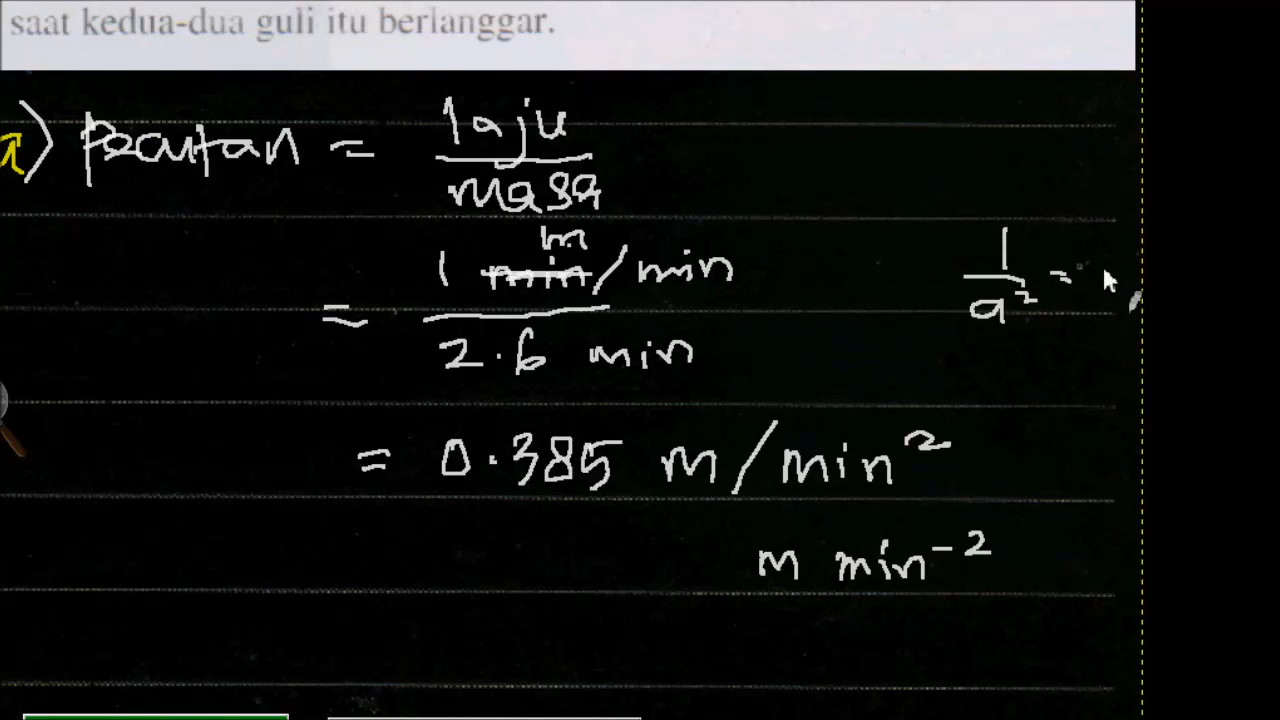 saat kedua-dua guli itu berlanggar.
a) Pecutan = laju / masa
= 1 m/min / 2.6 min
1/a² =
= 0.385 m/min²
m min⁻²